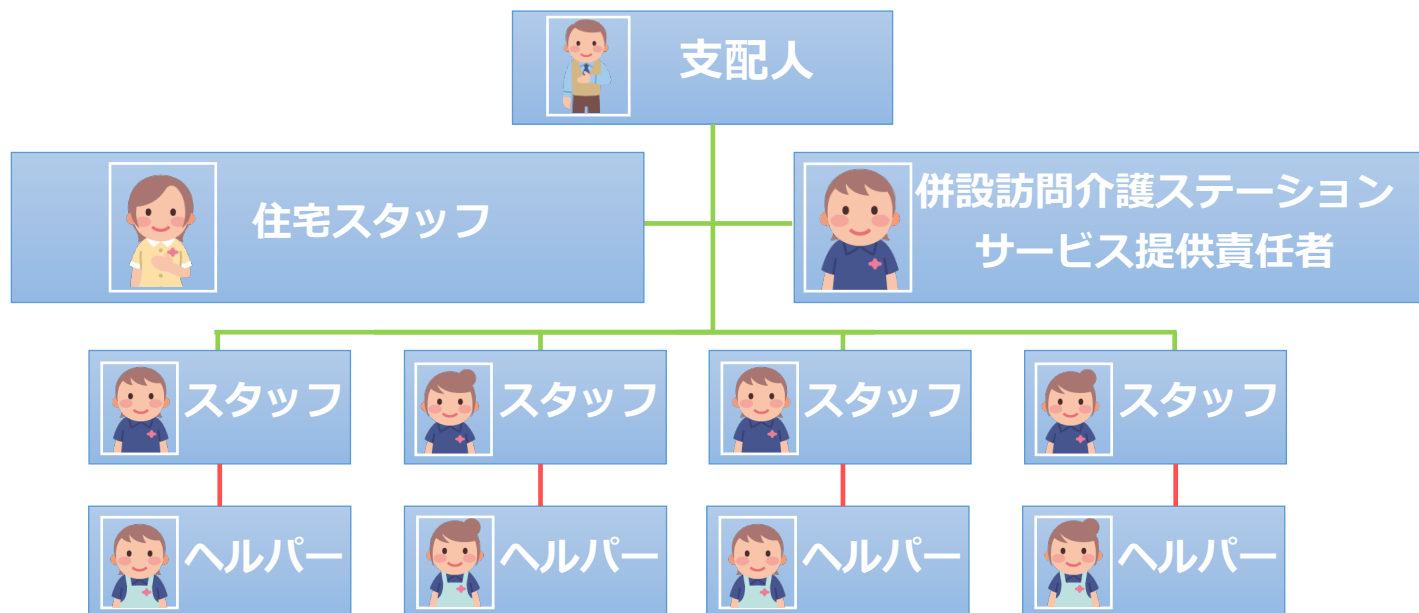 支配人
住宅スタッフ
併設訪問介護ステーション
サービス提供責任者
スタッフ
スタッフ
スタッフ
スタッフ
ヘルパー
ヘルパー
ヘルパー
ヘルパー